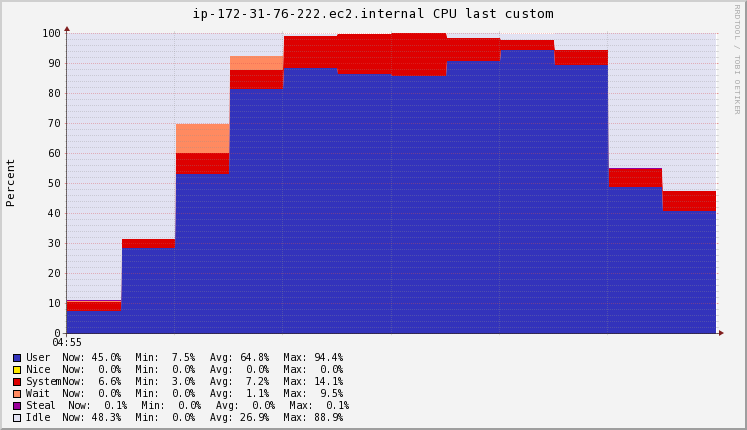 ip-172-31-76-222.ec2.internal CPU last custom
RRDTOOL / TOBI OETIKER
Percent
100
90
80
70
60
50
40
30
20
10
0
04:55
User Now: 45.0% Min: 7.5% Avg: 64.8% Max: 94.4%
Nice Now: 0.0% Min: 0.0% Avg: 0.0% Max: 0.0%
System Now: 6.6% Min: 3.0% Avg: 7.2% Max: 14.1%
Wait Now: 0.0% Min: 0.0% Avg: 1.1% Max: 9.5%
Steal Now: 0.1% Min: 0.0% Avg: 0.0% Max: 0.1%
Idle Now: 48.3% Min: 0.0% Avg: 26.9% Max: 88.9%